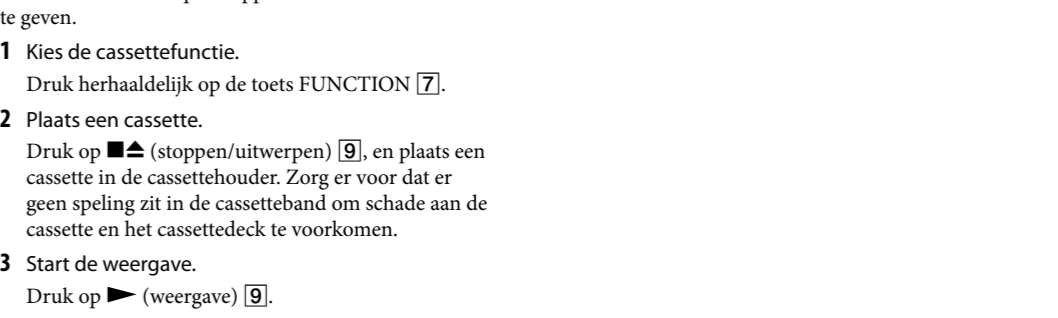 te geven.
1 Kies de cassettefunctie.
Druk herhaaldelijk op de toets FUNCTION 7.
2 Plaats een cassette.
Druk op ■⏏ (stoppen/uitwerpen) 9, en plaats een
cassette in de cassettehouder. Zorg er voor dat er
geen speling zit in de cassetteband om schade aan de
cassette en het cassettedeck te voorkomen.
3 Start de weergave.
Druk op ► (weergave) 9.